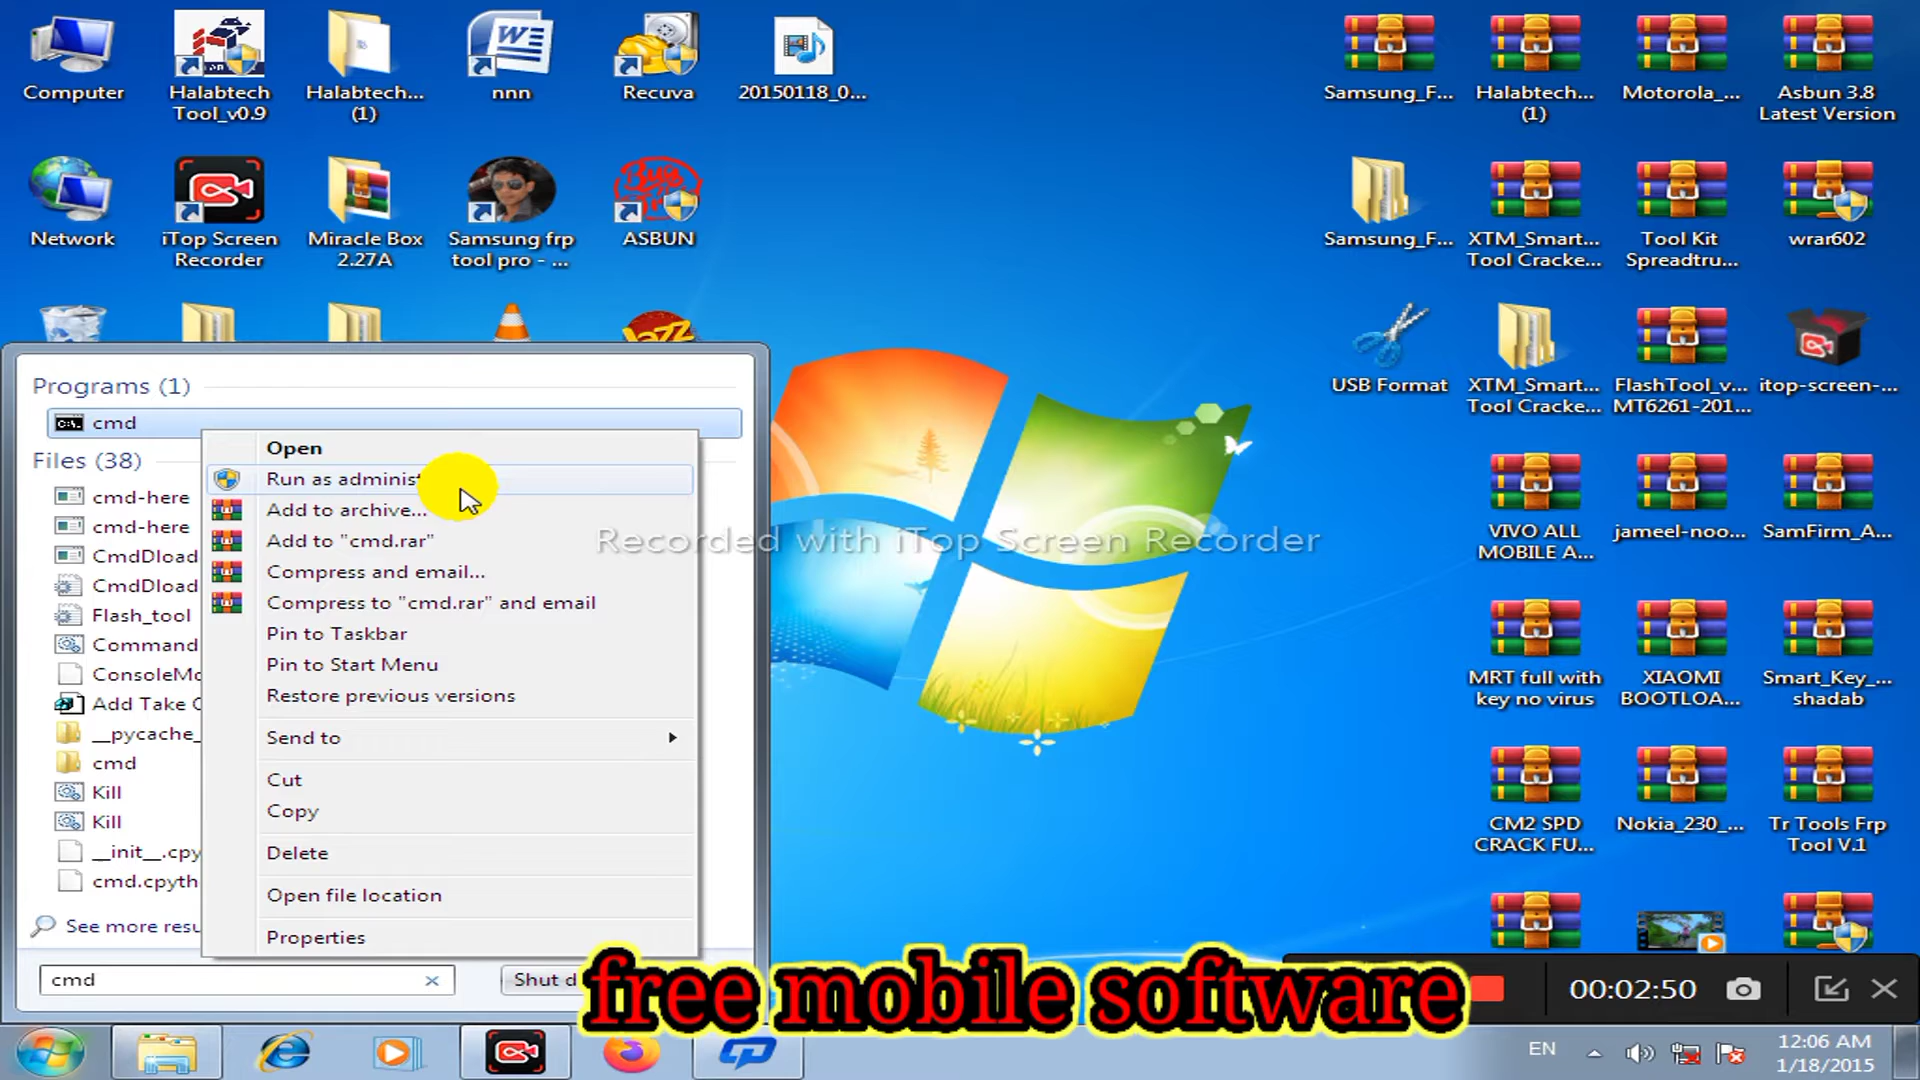 Computer
Halabtech
Tool_v0.9
Halabtech...
(1)
nnn
Recuva
20150118_0...
Samsung_F...
Halabtech...
(1)
Motorola_...
Asbun 3.8
Latest Version
Network
iTop Screen
Recorder
Miracle Box
2.27A
Samsung frp
tool pro - ...
ASBUN
Samsung_F...
XTM_Smart...
Tool Cracke...
Tool Kit
Spreadtru...
wrar602
Jazz
USB Format
XTM_Smart...
Tool Cracke...
FlashTool_v...
MT6261-201...
itop-screen-...
Programs (1)
cmd
Files (38)
cmd-here
cmd-here
CmdDload
CmdDload
Flash_tool
Command
ConsoleMo
Add Take O
__pycache_
cmd
Kill
Kill
__init__.cpy
cmd.cpyth
See more resu
cmd
Shut d
Open
Run as administ
Add to archive...
Add to "cmd.rar"
Compress and email...
Compress to "cmd.rar" and email
Pin to Taskbar
Pin to Start Menu
Restore previous versions
Send to
Cut
Copy
Delete
Open file location
Properties
Recorded with iTop Screen Recorder
VIVO ALL
MOBILE A...
jameel-noo...
SamFirm_A...
MRT full with
key no virus
XIAOMI
BOOTLOA...
Smart_Key_...
shadab
CM2 SPD
CRACK FU...
Nokia_230_...
Tr Tools Frp
Tool V.1
free mobile software
00:02:50
EN
12:06 AM
1/18/2015